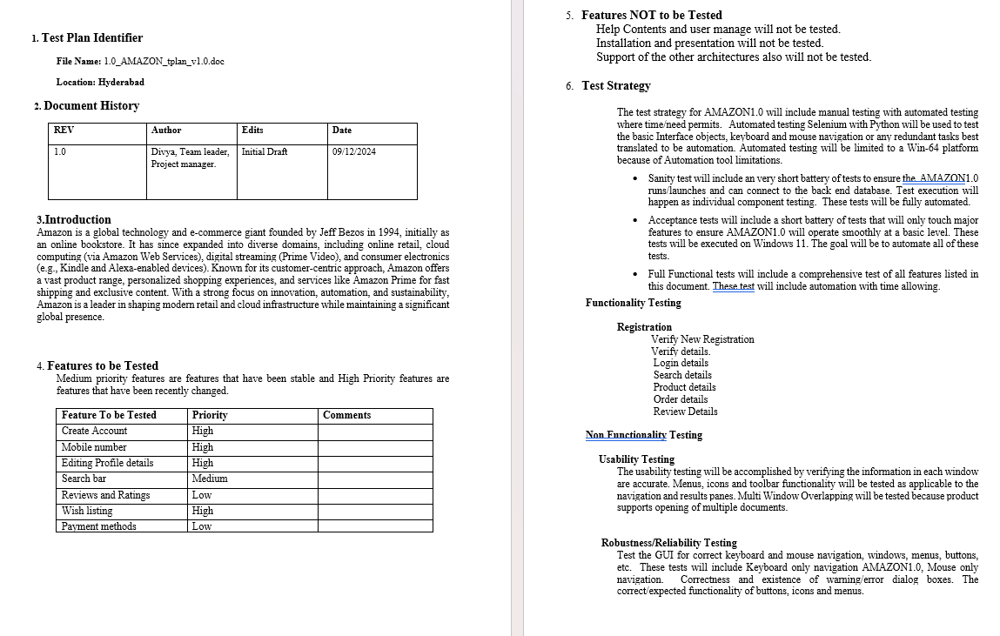 1. Test Plan Identifier
File Name: 1.0_AMAZON_tplan_v1.0.doc
Location: Hyderabad
2. Document History
REV Author Edits Date
1.0 Divya, Team leader, Initial Draft 09/12/2024
Project manager.
3.Introduction
Amazon is a global technology and e-commerce giant founded by Jeff Bezos in 1994, initially as
an online bookstore. It has since expanded into diverse domains, including online retail, cloud
computing (via Amazon Web Services), digital streaming (Prime Video), and consumer electronics
(e.g., Kindle and Alexa-enabled devices). Known for its customer-centric approach, Amazon offers
a vast product range, personalized shopping experiences, and services like Amazon Prime for fast
shipping and exclusive content. With a strong focus on innovation, automation, and sustainability,
Amazon is a leader in shaping modern retail and cloud infrastructure while maintaining a significant
global presence.
4. Features to be Tested
Medium priority features are features that have been stable and High Priority features are
features that have been recently changed.
Feature To be Tested Priority Comments
Create Account High
Mobile number High
Editing Profile details High
Search bar Medium
Reviews and Ratings Low
Wish listing High
Payment methods Low
5. Features NOT to be Tested
Help Contents and user manage will not be tested.
Installation and presentation will not be tested.
Support of the other architectures also will not be tested.
6. Test Strategy
The test strategy for AMAZON1.0 will include manual testing with automated testing
where time/need permits. Automated testing Selenium with Python will be used to test
the basic Interface objects, keyboard and mouse navigation or any redundant tasks best
translated to be automation. Automated testing will be limited to a Win-64 platform
because of Automation tool limitations.
• Sanity test will include an very short battery of tests to ensure the AMAZON1.0
runs/launches and can connect to the back end database. Test execution will
happen as individual component testing. These tests will be fully automated.
• Acceptance tests will include a short battery of tests that will only touch major
features to ensure AMAZON1.0 will operate smoothly at a basic level. These
tests will be executed on Windows 11. The goal will be to automate all of these
tests.
• Full Functional tests will include a comprehensive test of all features listed in
this document. These test will include automation with time allowing.
Functionality Testing
Registration
Verify New Registration
Verify details.
Login details
Search details
Product details
Order details
Review Details
Non Functionality Testing
Usability Testing
The usability testing will be accomplished by verifying the information in each window
are accurate. Menus, icons and toolbar functionality will be tested as applicable to the
navigation and results panes. Multi Window Overlapping will be tested because product
supports opening of multiple documents.
Robustness/Reliability Testing
Test the GUI for correct keyboard and mouse navigation, windows, menus, buttons,
etc. These tests will include Keyboard only navigation AMAZON1.0, Mouse only
navigation. Correctness and existence of warning/error dialog boxes. The
correct/expected functionality of buttons, icons and menus.